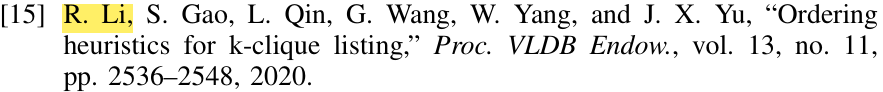 [15] R. Li, S. Gao, L. Qin, G. Wang, W. Yang, and J. X. Yu, “Ordering
heuristics for k-clique listing,” Proc. VLDB Endow., vol. 13, no. 11,
pp. 2536–2548, 2020.